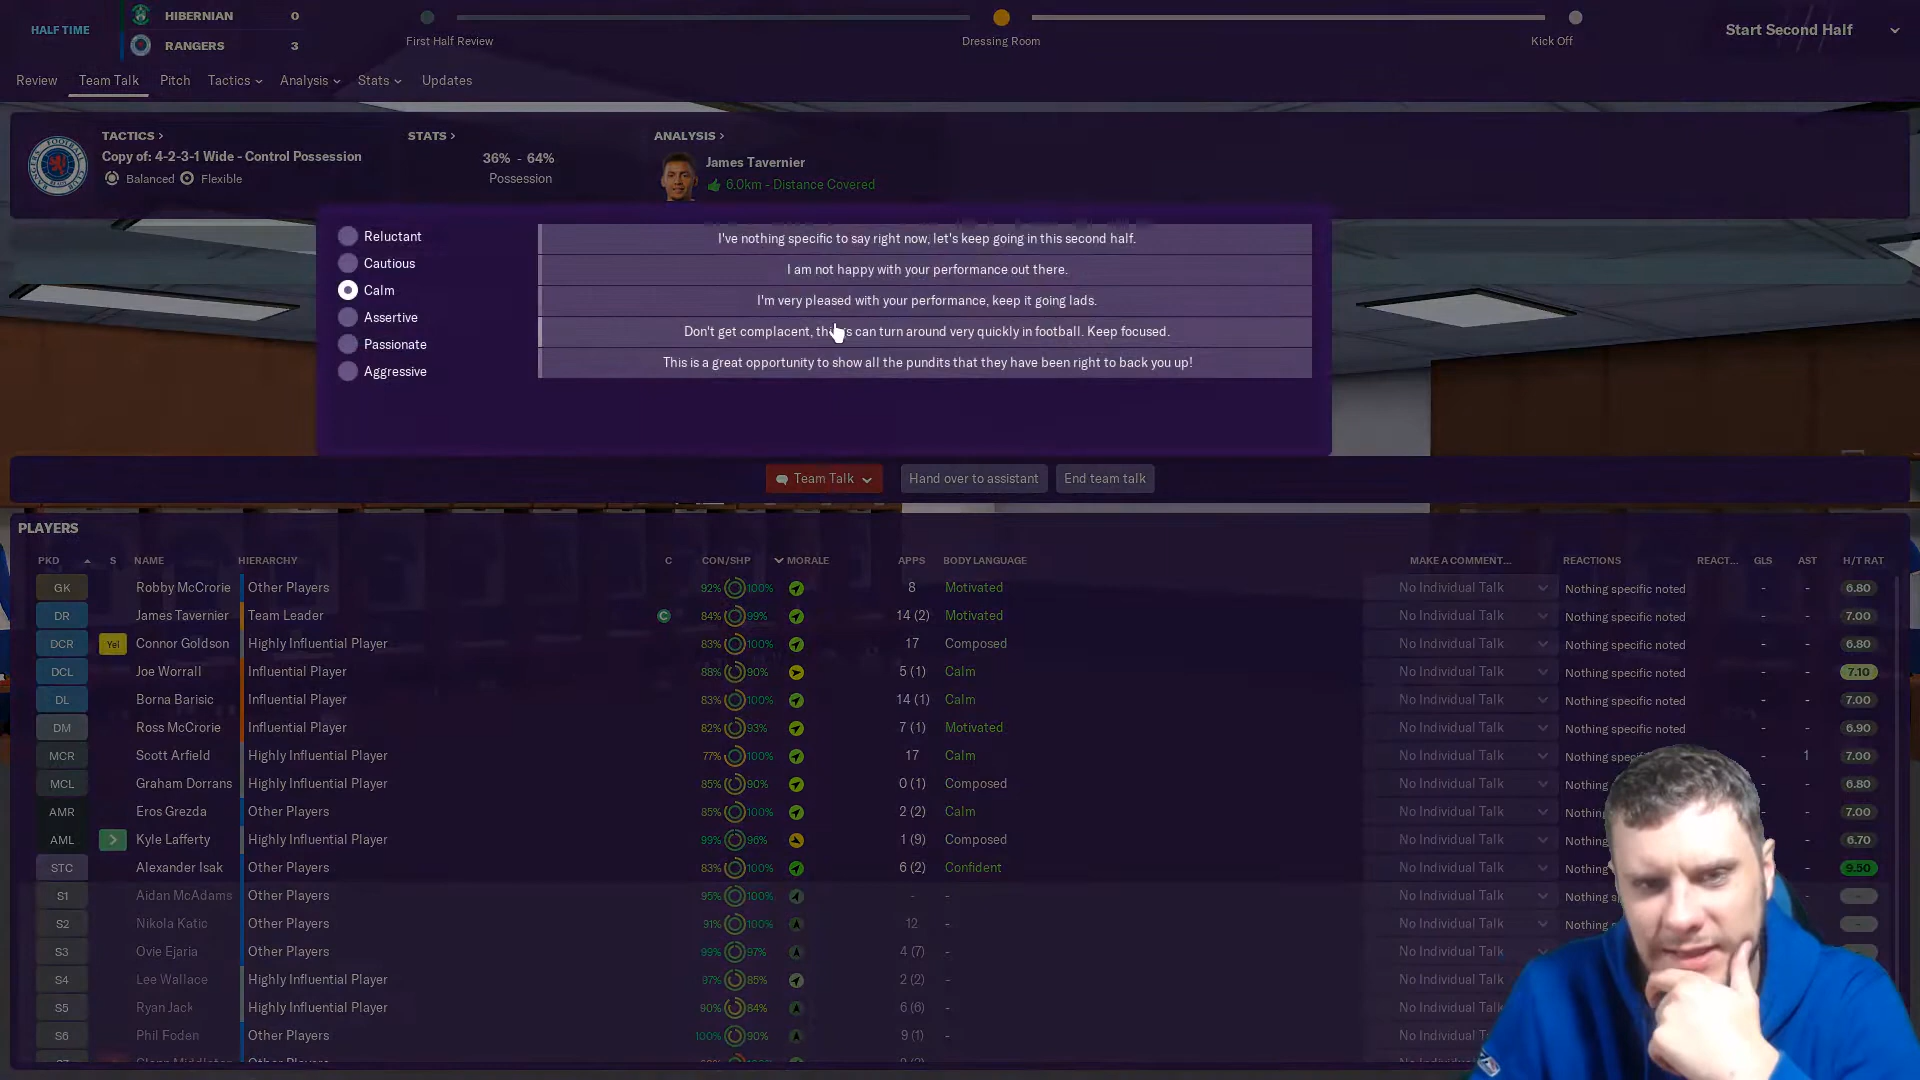 HALF TIME
HIBERNIAN 0
RANGERS 3
First Half Review
Dressing Room
Kick Off
Start Second Half
Review Team Talk Pitch Tactics Analysis Stats Updates
TACTICS >
Copy of: 4-2-3-1 Wide - Control Possession
Balanced Flexible
STATS >
36% - 64%
Possession
ANALYSIS >
James Tavernier
6.0km - Distance Covered
Reluctant
Cautious
Calm
Assertive
Passionate
Aggressive
I've nothing specific to say right now, let's keep going in this second half.
I am not happy with your performance out there.
I'm very pleased with your performance, keep it going lads.
Don't get complacent, things can turn around very quickly in football. Keep focused.
This is a great opportunity to show all the pundits that they have been right to back you up!
Team Talk Hand over to assistant End team talk
PLAYERS
PKD S NAME HIERARCHY C CON/SHP MORALE APPS BODY LANGUAGE MAKE A COMMENT... REACTIONS REACT... GLS AST H/T RAT
GK Robby McCrorie Other Players 92% 100% 8 Motivated No Individual Talk Nothing specific noted - - 6.80
DR James Tavernier Team Leader C 84% 99% 14 (2) Motivated No Individual Talk Nothing specific noted - - 7.00
DCR Yel Connor Goldson Highly Influential Player 83% 100% 17 Composed No Individual Talk Nothing specific noted - - 6.80
DCL Joe Worrall Influential Player 88% 90% 5 (1) Calm No Individual Talk Nothing specific noted - - 7.10
DL Borna Barisic Influential Player 83% 100% 14 (1) Calm No Individual Talk Nothing specific noted - - 7.00
DM Ross McCrorie Influential Player 82% 93% 7 (1) Motivated No Individual Talk Nothing specific noted - - 6.90
MCR Scott Arfield Highly Influential Player 77% 100% 17 Calm No Individual Talk Nothing 1 7.00
MCL Graham Dorrans Highly Influential Player 85% 90% 0 (1) Composed No Individual Talk Nothing - - 6.80
AMR Eros Grezda Other Players 85% 100% 2 (2) Calm No Individual Talk - - 7.00
AML Kyle Lafferty Highly Influential Player 99% 96% 1 (9) Composed No Individual Talk - - 6.70
STC Alexander Isak Other Players 83% 100% 6 (2) Confident No Individual Talk - 9.50
S1 Aidan McAdams Other Players 95% 100% - - No Individual Talk -
S2 Nikola Katic Other Players 91% 100% 12 - No Individual Talk -
S3 Ovie Ejaria Other Players 99% 97% 4 (7) - No Individual Talk
S4 Lee Wallace Highly Influential Player 97% 85% 2 (2) - No Individual Talk
S5 Ryan Jack Highly Influential Player 90% 84% 6 (6) - No Individual Talk
S6 Phil Foden Other Players 100% 90% 9 (1) - No Individual Talk